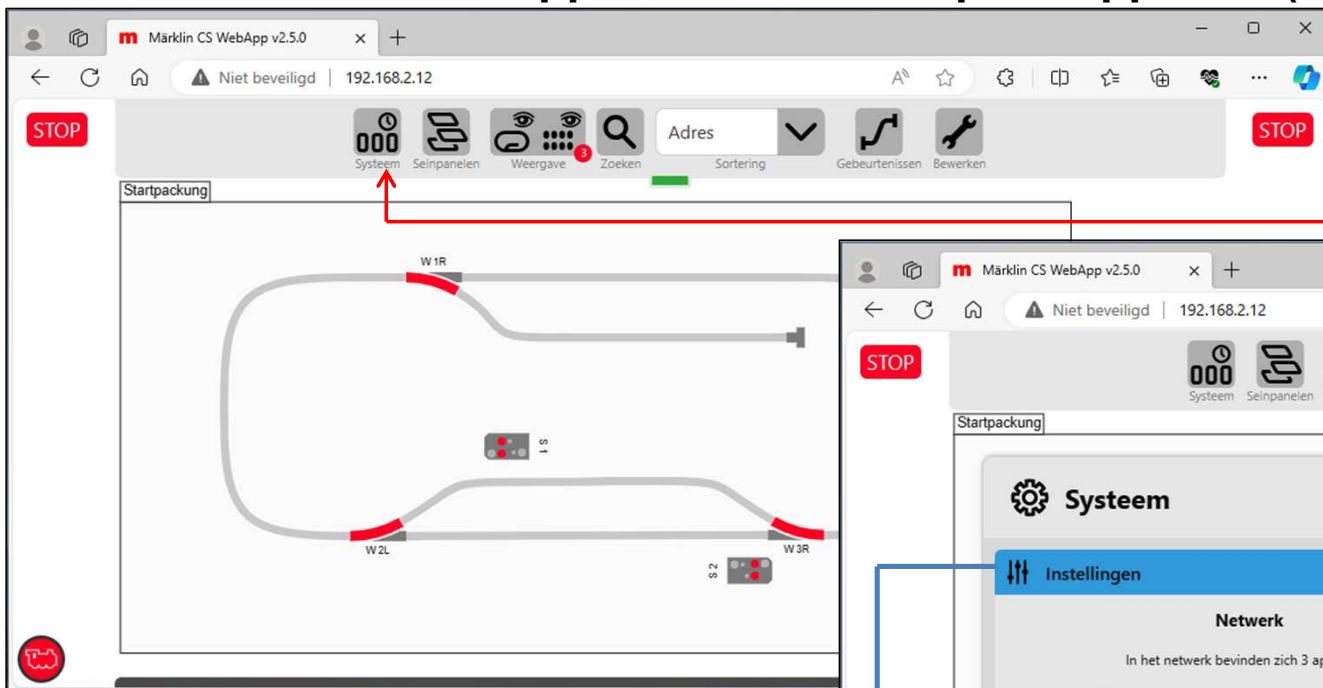 Märklin CS WebApp v2.5.0
Niet beveiligd | 192.168.2.12
STOP
Systeem
Seinpanelen
Weergave
3
Zoeken
Adres
Sortering
Gebeurtenissen
Bewerken
STOP
Startpackung
W 1R
S 1
W 2L
W 3R
S 2
Märklin CS WebApp v2.5.0
Niet beveiligd | 192.168.2.12
STOP
Systeem
Seinpanelen
Startpackung
Systeem
Instellingen
Netwerk
In het netwerk bevinden zich 3